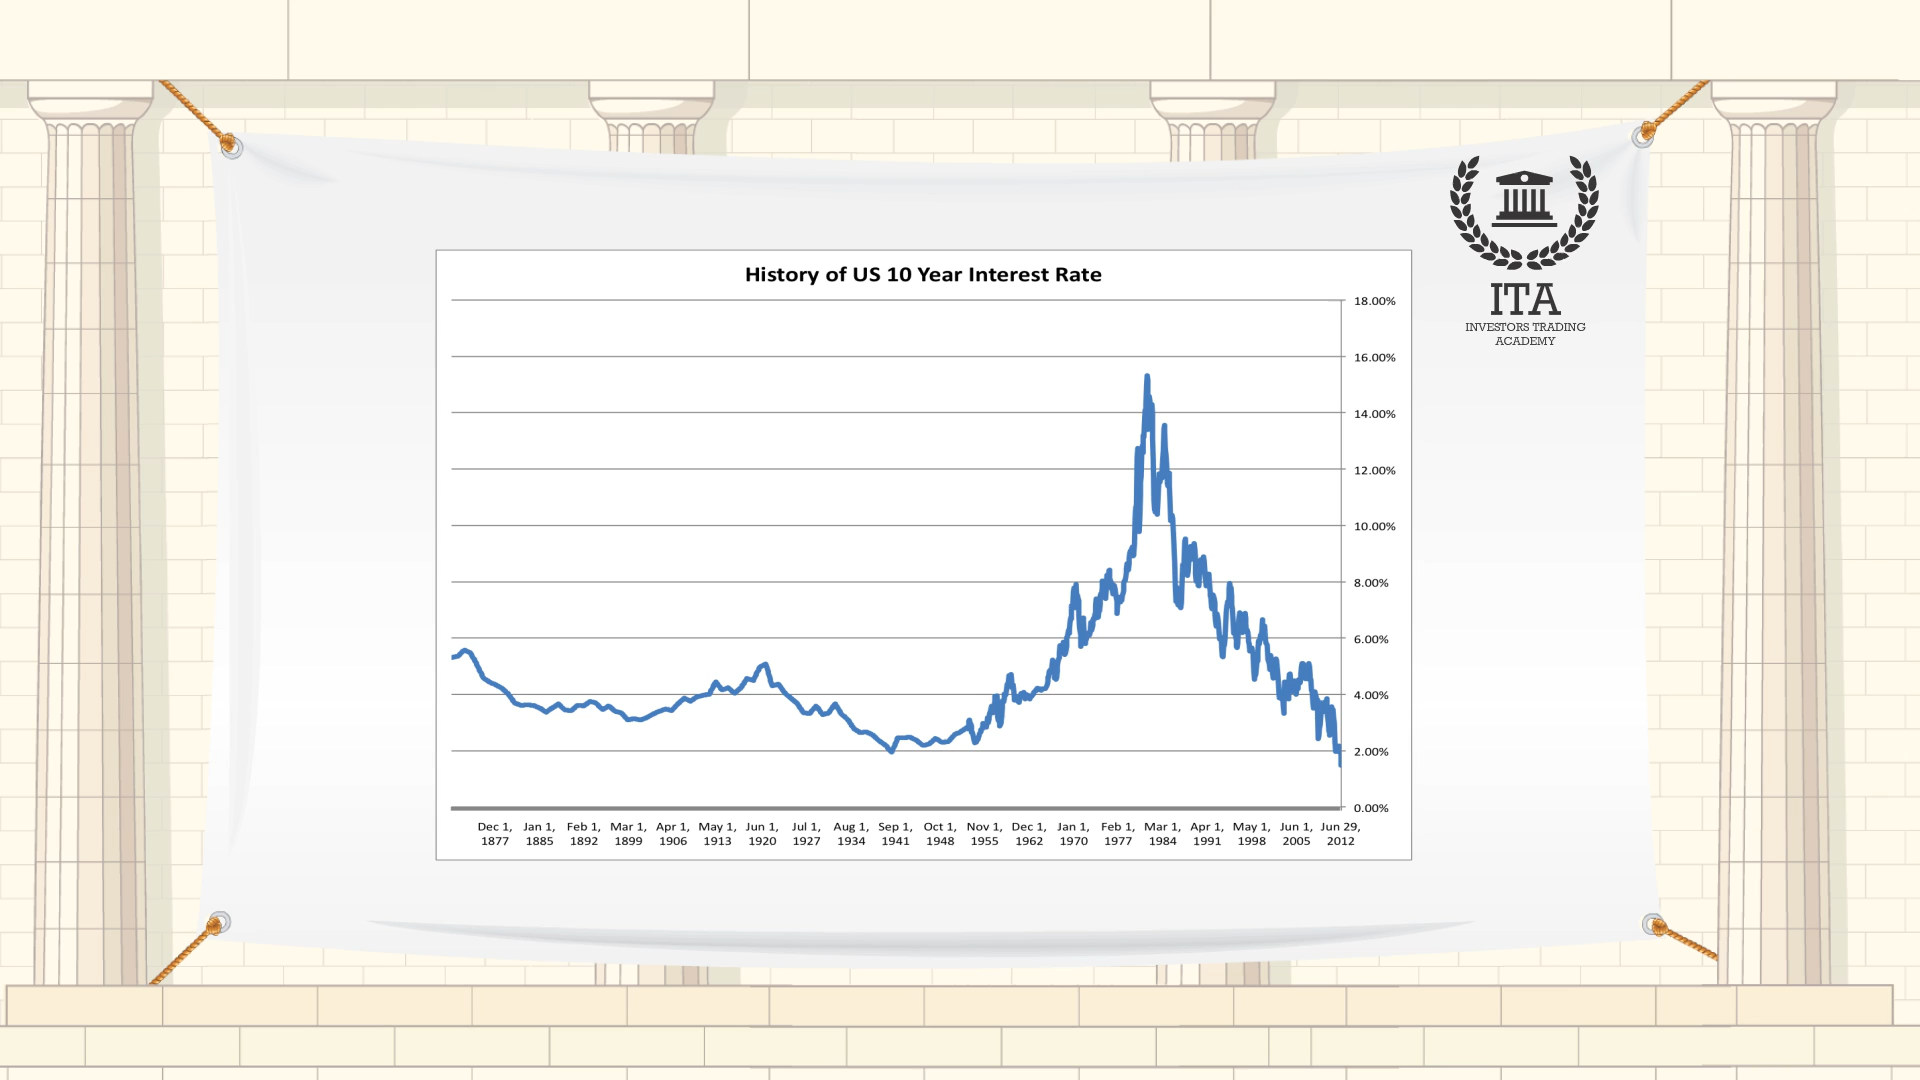 ITA
INVESTORS TRADING
ACADEMY
History of US 10 Year Interest Rate
18.00%
16.00%
14.00%
12.00%
10.00%
8.00%
6.00%
4.00%
2.00%
0.00%
Dec 1, Jan 1, Feb 1, Mar 1, Apr 1, May 1, Jun 1, Jul 1, Aug 1, Sep 1, Oct 1, Nov 1, Dec 1, Jan 1, Feb 1, Mar 1, Apr 1, May 1, Jun 1, Jun 29,
1877 1885 1892 1899 1906 1913 1920 1927 1934 1941 1948 1955 1962 1970 1977 1984 1991 1998 2005 2012